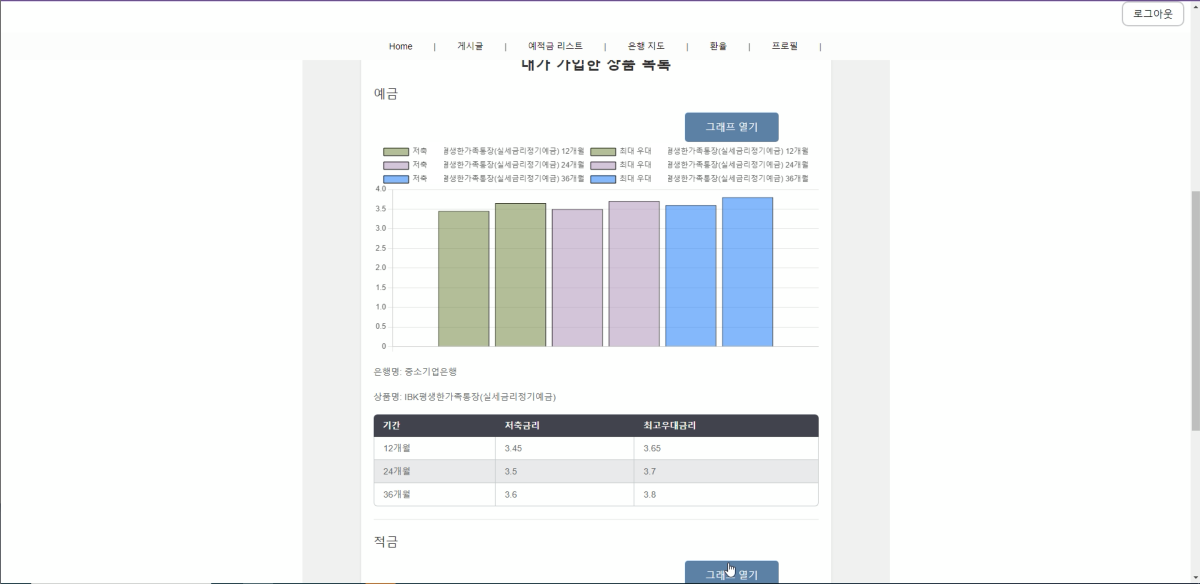 로그아웃
Home | 게시글 | 예적금 리스트 | 은행 지도 | 환율 | 프로필 |
내가 가입한 상품 목록
예금
그래프 열기
저축 평생한가족통장(실세금리정기예금) 12개월 최대 우대 평생한가족통장(실세금리정기예금) 12개월
저축 평생한가족통장(실세금리정기예금) 24개월 최대 우대 평생한가족통장(실세금리정기예금) 24개월
저축 평생한가족통장(실세금리정기예금) 36개월 최대 우대 평생한가족통장(실세금리정기예금) 36개월
4.0
3.5
3.0
2.5
2.0
1.5
1.0
0.5
0
은행명: 중소기업은행
상품명: IBK평생한가족통장(실세금리정기예금)
기간 저축금리 최고우대금리
12개월 3.45 3.65
24개월 3.5 3.7
36개월 3.6 3.8
적금
그래프 열기